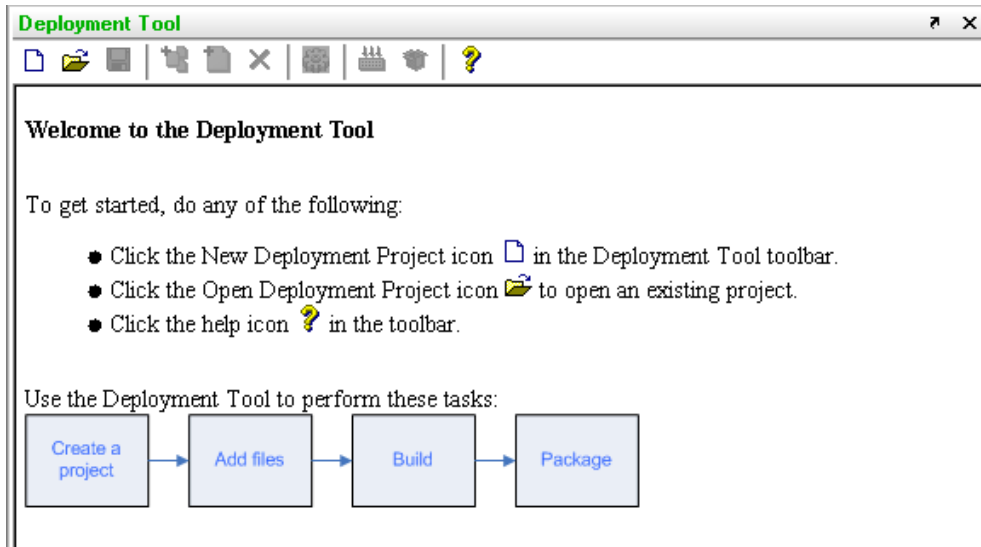 Deployment Tool
Welcome to the Deployment Tool
To get started, do any of the following:
Click the New Deployment Project icon in the Deployment Tool toolbar.
Click the Open Deployment Project icon to open an existing project.
Click the help icon ? in the toolbar.
Use the Deployment Tool to perform these tasks:
Create a
project
Add files
Build
Package